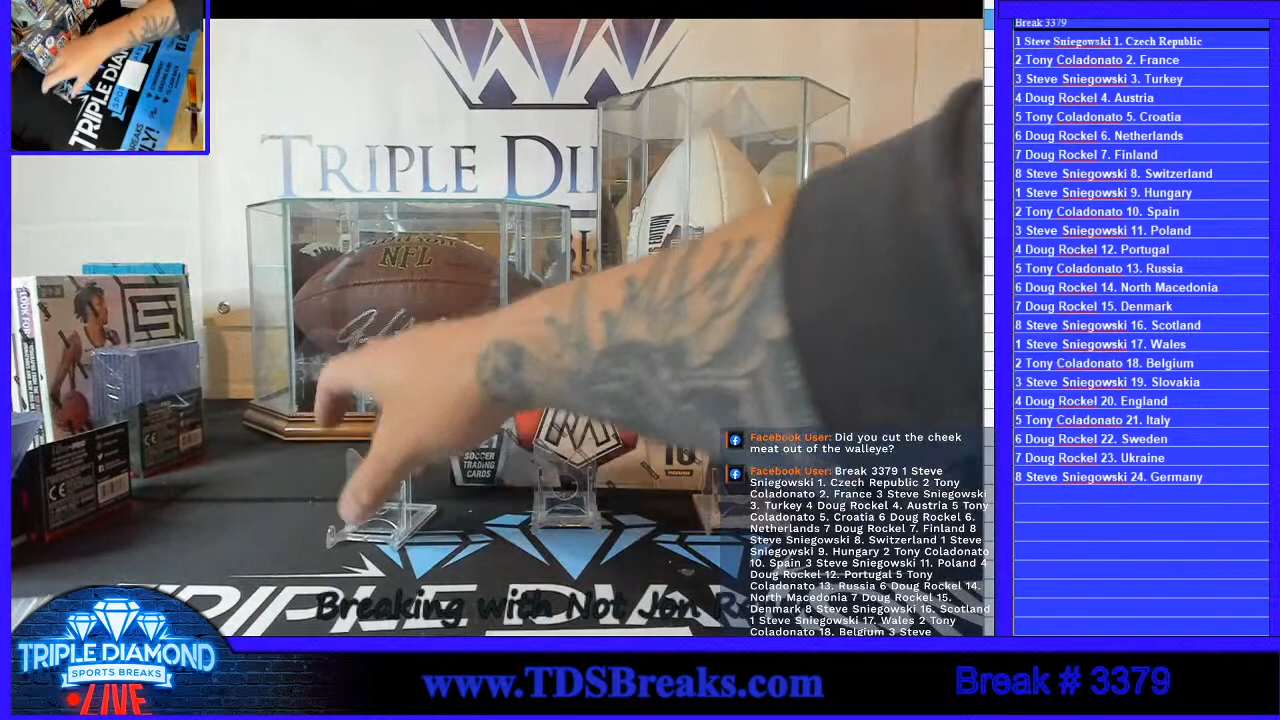 2021
TRIPLE DIA
SPO
TRIPLE DI
NFL
EDITION
SOCCER
TRADING
CARDS
10
Facebook User: Did you cut the cheek
meat out of the walleye?
Facebook User: Break 3379 1 Steve
Sniegowski 1. Czech Republic 2 Tony
Coladonato 2. France 3 Steve Sniegowski
3. Turkey 4 Doug Rockel 4. Austria 5 Tony
Coladonato 5. Croatia 6 Doug Rockel 6.
Netherlands 7 Doug Rockel 7. Finland 8
Steve Sniegowski 8. Switzerland 1 Steve
Sniegowski 9. Hungary 2 Tony Coladonato
10. Spain 3 Steve Sniegowski 11. Poland 4
Doug Rockel 12. Portugal 5 Tony
Coladonato 13. Russia 6 Doug Rockel 14.
North Macedonia 7 Doug Rockel 15.
Denmark 8 Steve Sniegowski 16. Scotland
1 Steve Sniegowski 17. Wales 2 Tony
Coladonato 18. Belgium 3 Steve
TRIPLE DIA
Breaking with Not Jon R
Break 3379
1 Steve Sniegowski 1. Czech Republic
2 Tony Coladonato 2. France
3 Steve Sniegowski 3. Turkey
4 Doug Rockel 4. Austria
5 Tony Coladonato 5. Croatia
6 Doug Rockel 6. Netherlands
7 Doug Rockel 7. Finland
8 Steve Sniegowski 8. Switzerland
1 Steve Sniegowski 9. Hungary
2 Tony Coladonato 10. Spain
3 Steve Sniegowski 11. Poland
4 Doug Rockel 12. Portugal
5 Tony Coladonato 13. Russia
6 Doug Rockel 14. North Macedonia
7 Doug Rockel 15. Denmark
8 Steve Sniegowski 16. Scotland
1 Steve Sniegowski 17. Wales
2 Tony Coladonato 18. Belgium
3 Steve Sniegowski 19. Slovakia
4 Doug Rockel 20. England
5 Tony Coladonato 21. Italy
6 Doug Rockel 22. Sweden
7 Doug Rockel 23. Ukraine
8 Steve Sniegowski 24. Germany
TRIPLE DIAMOND
SPORTS BREAKS
LIVE
www.TDSBreaks.com
Break # 3379